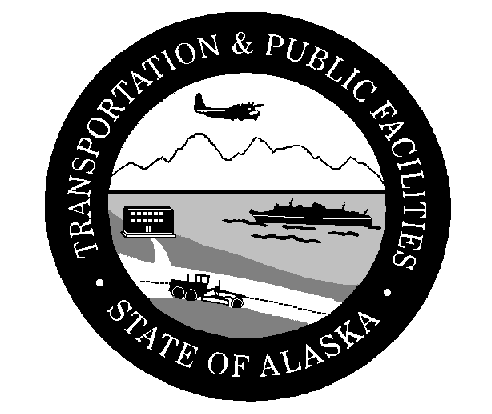 TRANSPORTATION & PUBLIC FACILITIES
STATE OF ALASKA